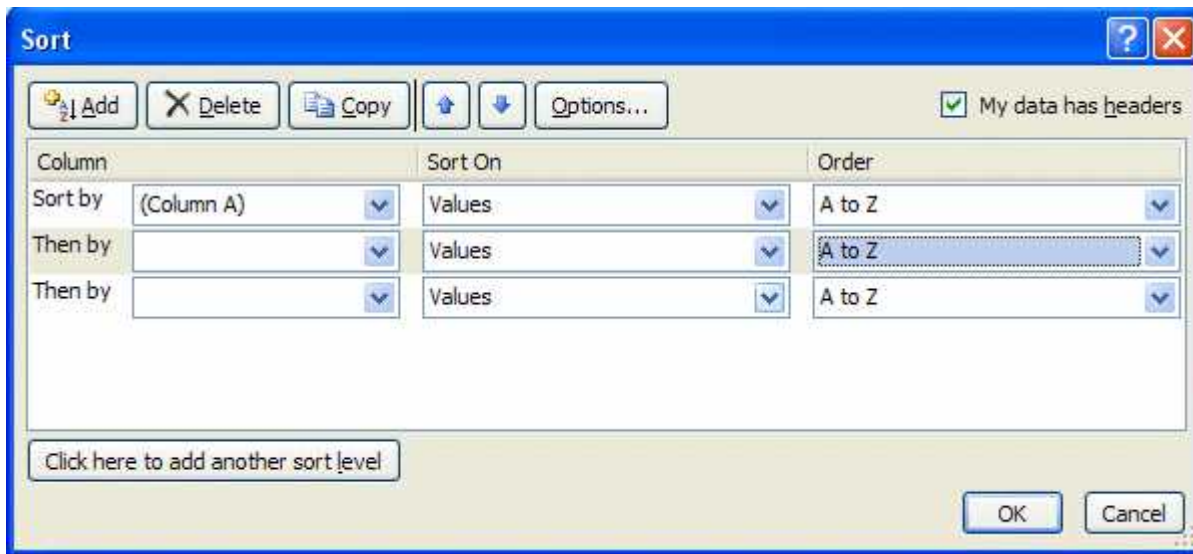 Sort
Add Delete Copy Options... My data has headers
Column Sort On Order
Sort by (Column A) Values A to Z
Then by Values A to Z
Then by Values A to Z
Click here to add another sort level
OK Cancel